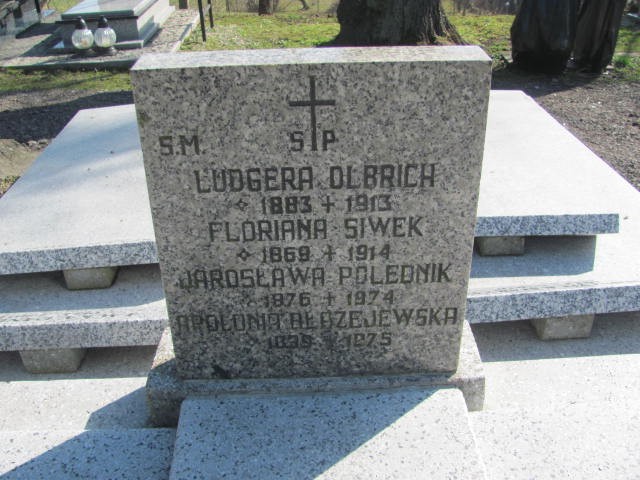 S.M. Ś P
LUDGERA OLBRICH
* 1883 + 1913
FLORIANA SIWEK
* 1869 + 1914
JAROSŁAWA POLEDNIK
1876 + 1974
APOLONIA BŁAŻEJEWSKA